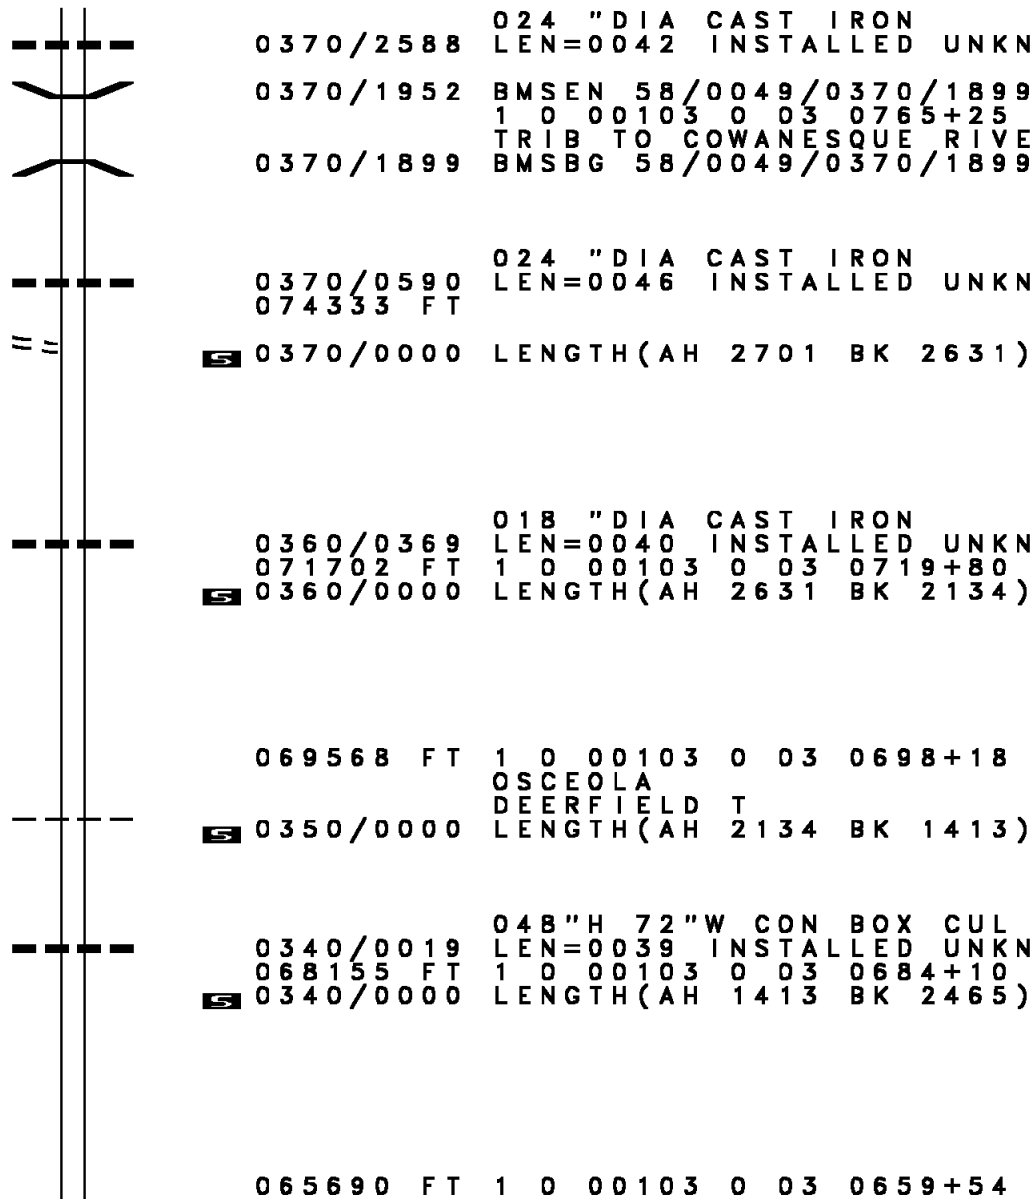 024 "DIA CAST IRON
0370/2588 LEN=0042 INSTALLED UNKN
0370/1952 BMSEN 58/0049/0370/1899
1 0 00103 0 03 0765+25
TRIB TO COWANESQUE RIVE
0370/1899 BMSBG 58/0049/0370/1899
024 "DIA CAST IRON
0370/0590 LEN=0046 INSTALLED UNKN
074333 FT
S 0370/0000 LENGTH(AH 2701 BK 2631)
018 "DIA CAST IRON
0360/0369 LEN=0040 INSTALLED UNKN
071702 FT 1 0 00103 0 03 0719+80
S 0360/0000 LENGTH(AH 2631 BK 2134)
069568 FT 1 0 00103 0 03 0698+18
OSCEOLA
DEERFIELD T
S 0350/0000 LENGTH(AH 2134 BK 1413)
048"H 72"W CON BOX CUL
0340/0019 LEN=0039 INSTALLED UNKN
068155 FT 1 0 00103 0 03 0684+10
S 0340/0000 LENGTH(AH 1413 BK 2465)
065690 FT 1 0 00103 0 03 0659+54